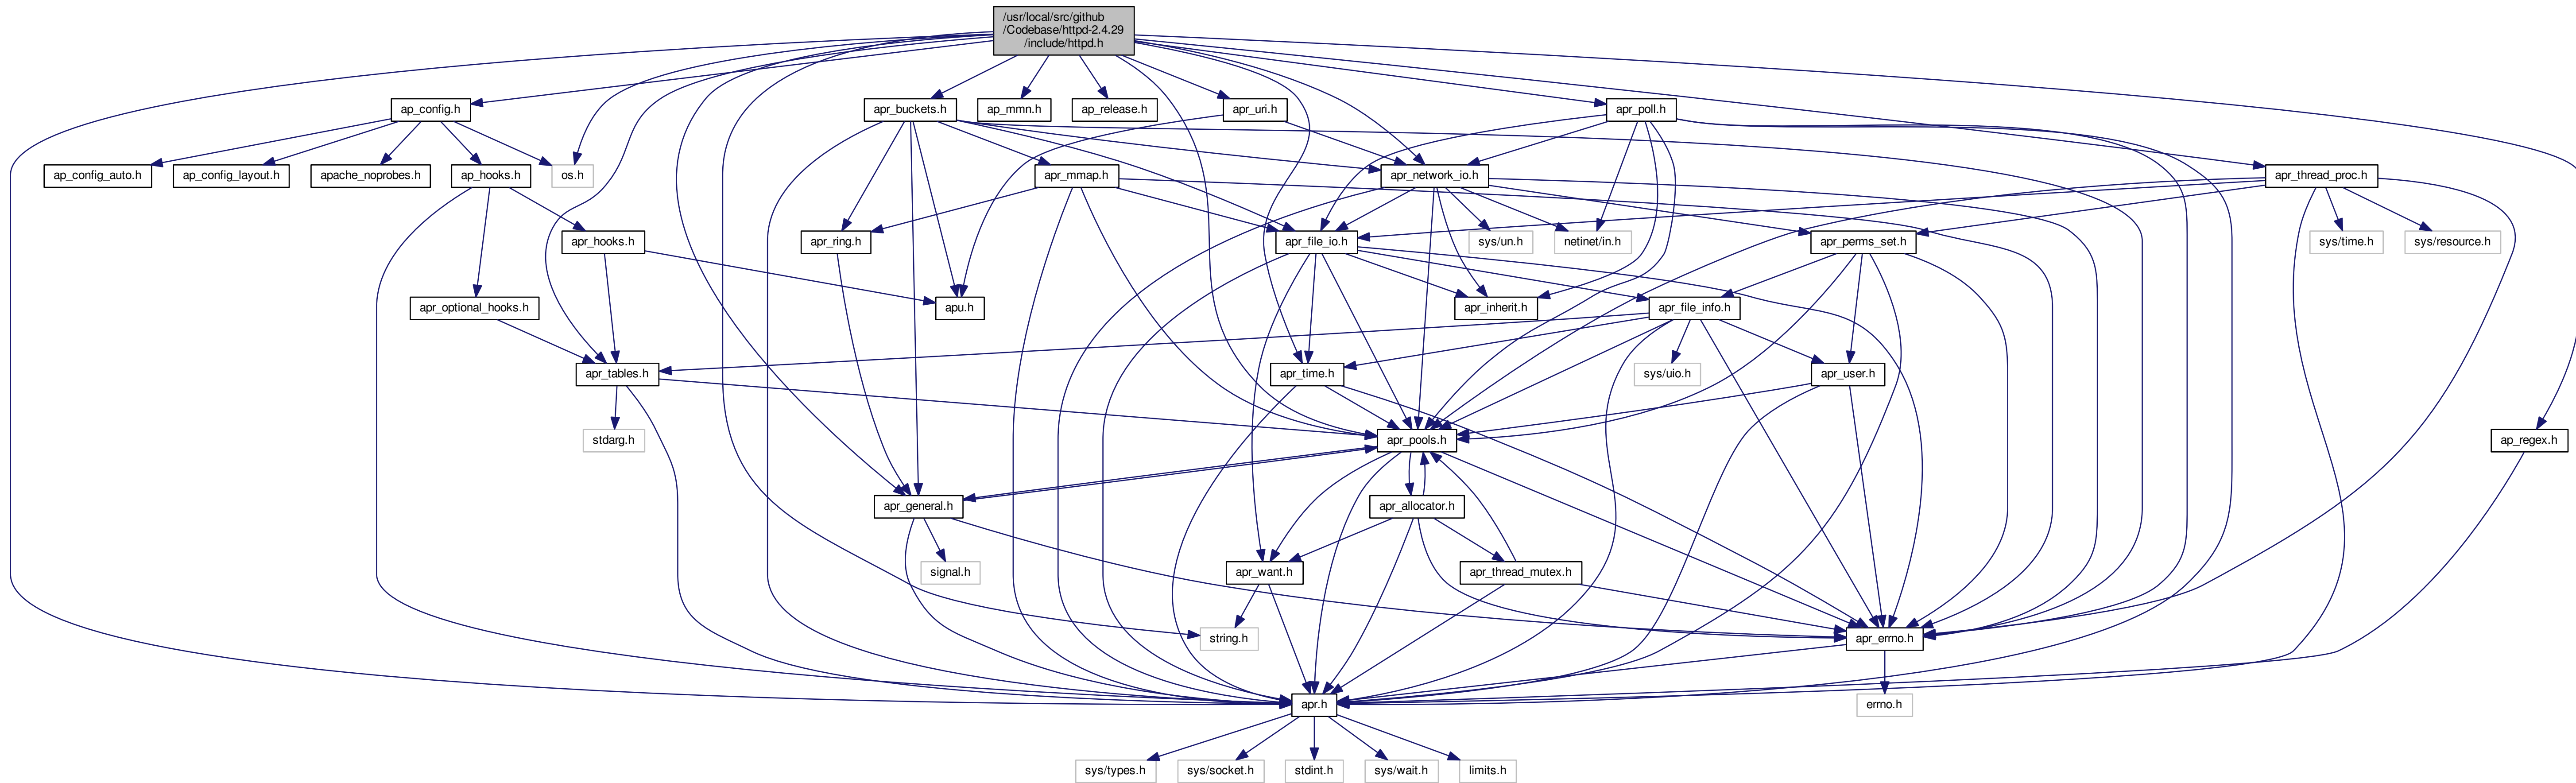 /usr/local/src/github
/Codebase/httpd-2.4.29
/include/httpd.h
ap_config.h
apr_buckets.h
ap_mmn.h
ap_release.h
apr_uri.h
apr_poll.h
ap_config_auto.h
ap_config_layout.h
apache_noprobes.h
ap_hooks.h
os.h
apr_mmap.h
apr_network_io.h
apr_thread_proc.h
apr_hooks.h
apr_ring.h
apr_file_io.h
sys/un.h
netinet/in.h
apr_perms_set.h
sys/time.h
sys/resource.h
apr_optional_hooks.h
apu.h
apr_inherit.h
apr_file_info.h
apr_tables.h
apr_time.h
sys/uio.h
apr_user.h
stdarg.h
apr_pools.h
ap_regex.h
apr_general.h
apr_allocator.h
signal.h
apr_want.h
apr_thread_mutex.h
string.h
apr_errno.h
apr.h
errno.h
sys/types.h
sys/socket.h
stdint.h
sys/wait.h
limits.h